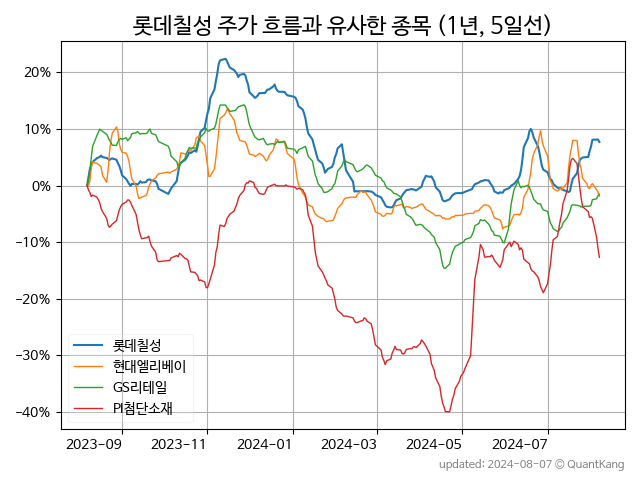 롯데칠성 주가 흐름과 유사한 종목 (1년, 5일선)
20%
10%
0%
−10%
−20%
−30%
−40%
롯데칠성
현대엘리베이
GS리테일
PI첨단소재
2023-09
2023-11
2024-01
2024-03
2024-05
2024-07
updated: 2024-08-07 © QuantKang